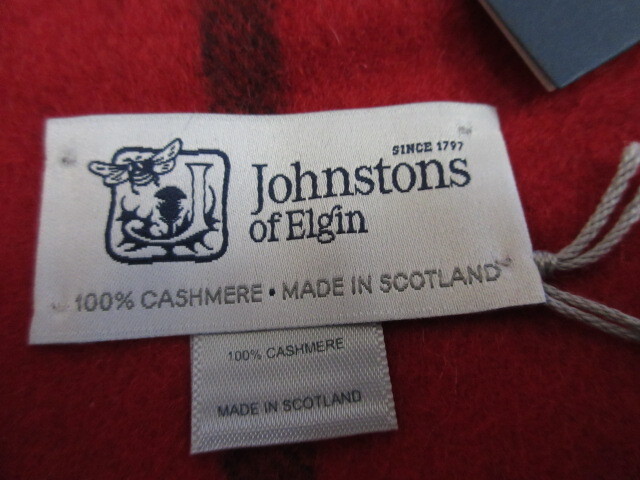 SINCE 1797
Johnstons
of Elgin
100% CASHMERE • MADE IN SCOTLAND
100% CASHMERE
MADE IN SCOTLAND